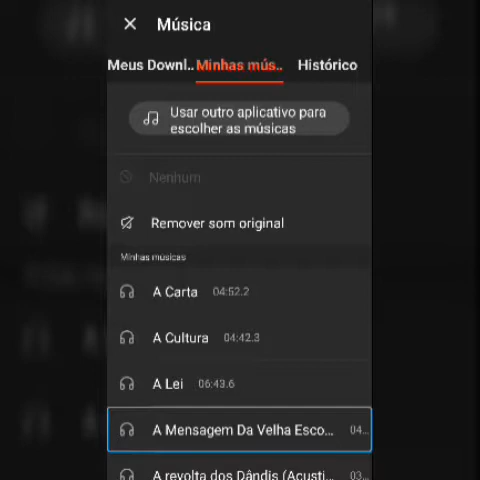 Música
Meus Downl.. Minhas mús.. Histórico
Usar outro aplicativo para
escolher as músicas
Nenhum
Remover som original
Minhas musicas
A Carta 04:52.2
A Cultura 04:42.3
A Lei 06:43.6
A Mensagem Da Velha Esco... 04...
A revolta dos Dândis (Acusti... 03...